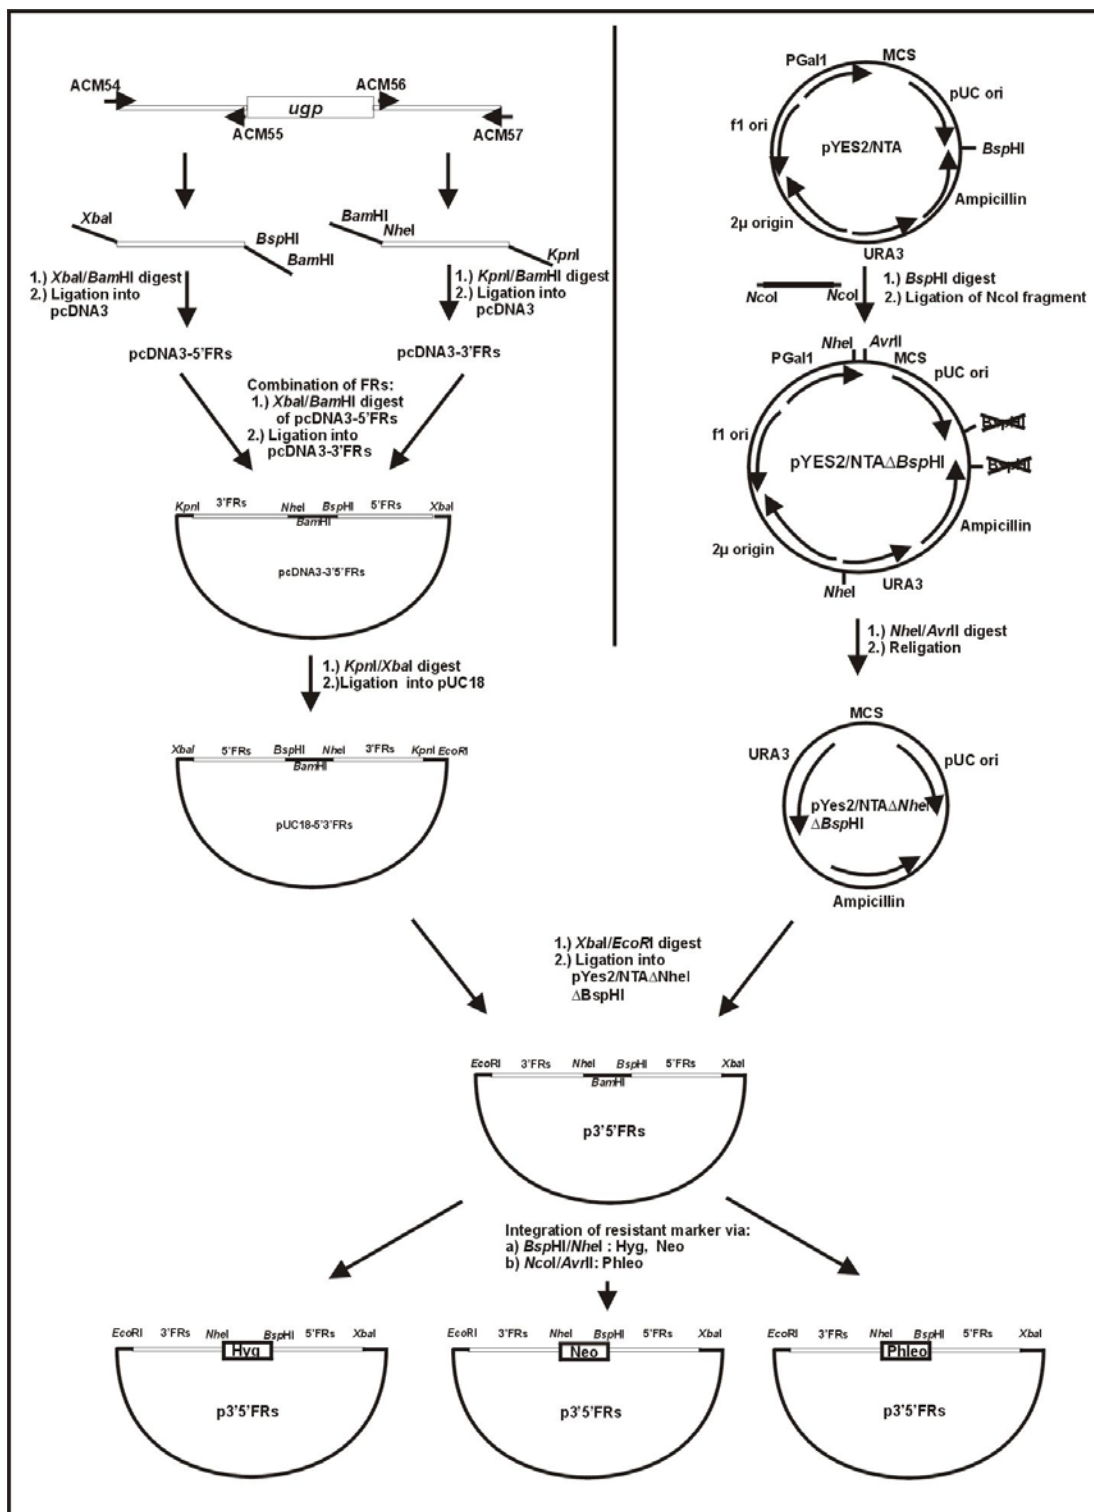 ACM54
ACM56
ugp
ACM55
ACM57
XbaI
BspHI
BamHI
BamHI
NheI
KpnI
1.) XbaI/BamHI digest
2.) Ligation into
pcDNA3
1.) KpnI/BamHI digest
2.) Ligation into
pcDNA3
pcDNA3-5'FRs
pcDNA3-3'FRs
Combination of FRs:
1.) XbaI/BamHI digest
of pcDNA3-5'FRs
2.) Ligation into
pcDNA3-3'FRs
KpnI 3'FRs NheI BspHI 5'FRs XbaI
BamHI
pcDNA3-3'5'FRs
1.) KpnI/XbaI digest
2.)Ligation into pUC18
XbaI 5'FRs BspHI NheI 3'FRs KpnI EcoRI
BamHI
pUC18-5'3'FRs
PGal1
MCS
pUC ori
f1 ori
pYES2/NTA
BspHI
Ampicillin
2µ origin
URA3
NcoI
NcoI
1.) BspHI digest
2.) Ligation of NcoI fragment
NheI
AvrII
PGal1
MCS
pUC ori
BspHI
f1 ori
pYES2/NTAΔBspHI
BspHI
Ampicillin
2µ origin
URA3
NheI
1.) NheI/AvrII digest
2.) Religation
MCS
URA3
pUC ori
pYes2/NTAΔNheI
ΔBspHI
Ampicillin
1.) XbaI/EcoRI digest
2.) Ligation into
pYes2/NTAΔNheI
ΔBspHI
EcoRI 3'FRs NheI BspHI 5'FRs XbaI
BamHI
p3'5'FRs
Integration of resistant marker via:
a) BspHI/NheI : Hyg, Neo
b) NcoI/AvrII: Phleo
EcoRI 3'FRs NheI BspHI 5'FRs XbaI
Hyg
p3'5'FRs
EcoRI 3'FRs NheI BspHI 5'FRs XbaI
Neo
p3'5'FRs
EcoRI 3'FRs NheI BspHI 5'FRs XbaI
Phleo
p3'5'FRs